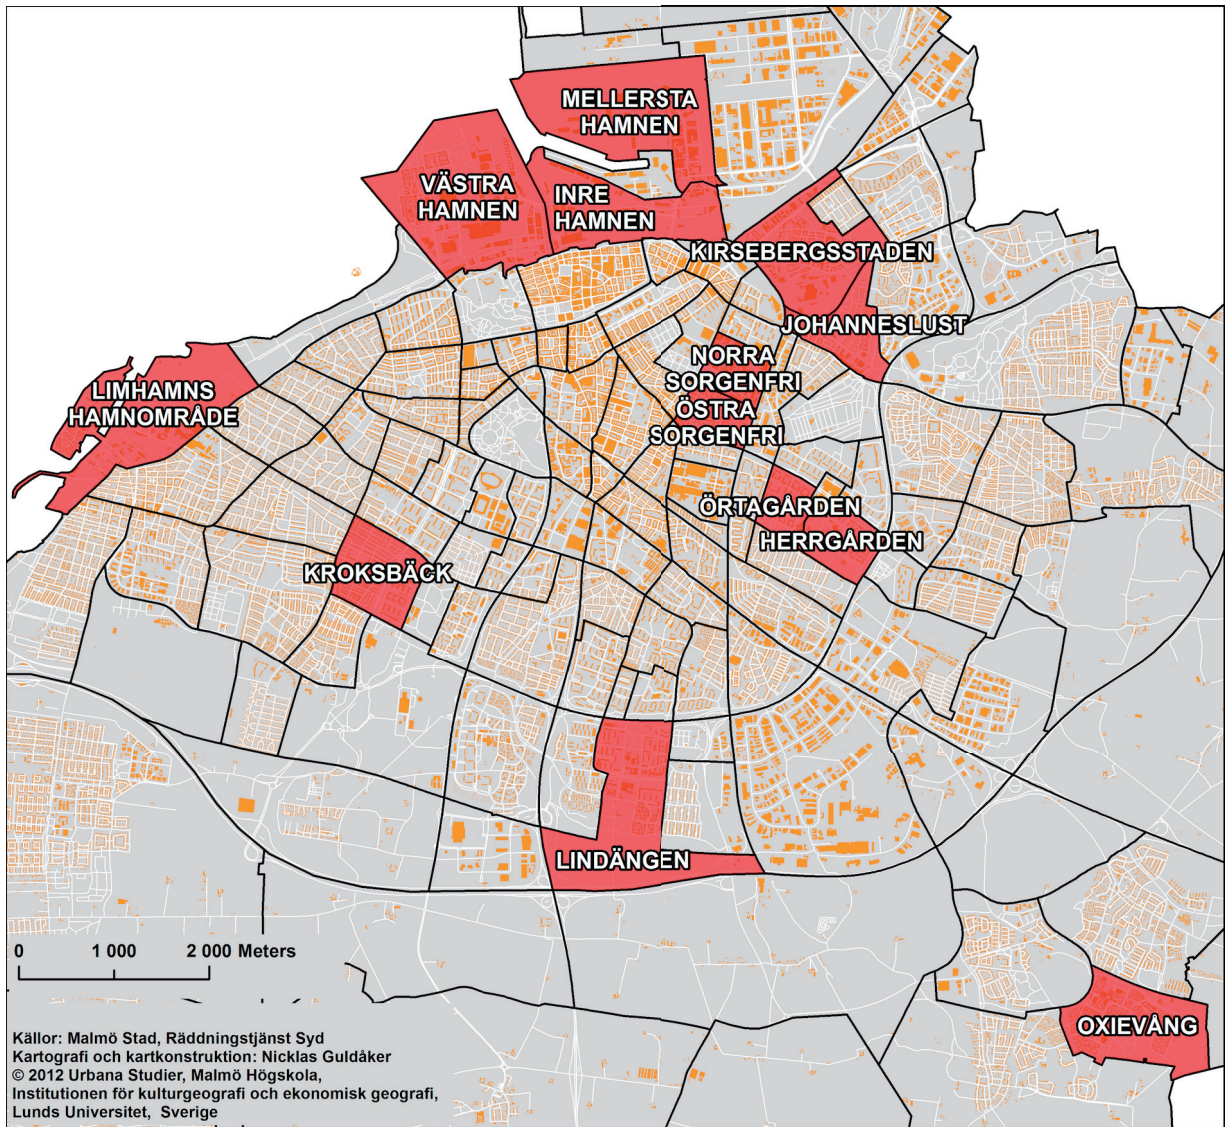 MELLERSTA
HAMNEN
VÄSTRA
HAMNEN
INRE
HAMNEN
KIRSEBERGSSTADEN
JOHANNESLUST
NORRA
SORGENFRI
ÖSTRA
SORGENFRI
LIMHAMNS
HAMNOMRÅDE
ÖRTAGÅRDEN
HERRGÅRDEN
KROKSBÄCK
LINDÄNGEN
OXIEVÅNG
0 1 000 2 000 Meters
Källor: Malmö Stad, Räddningstjänst Syd
Kartografi och kartkonstruktion: Nicklas Guldåker
© 2012 Urbana Studier, Malmö Högskola,
Institutionen för kulturgeografi och ekonomisk geografi,
Lunds Universitet, Sverige